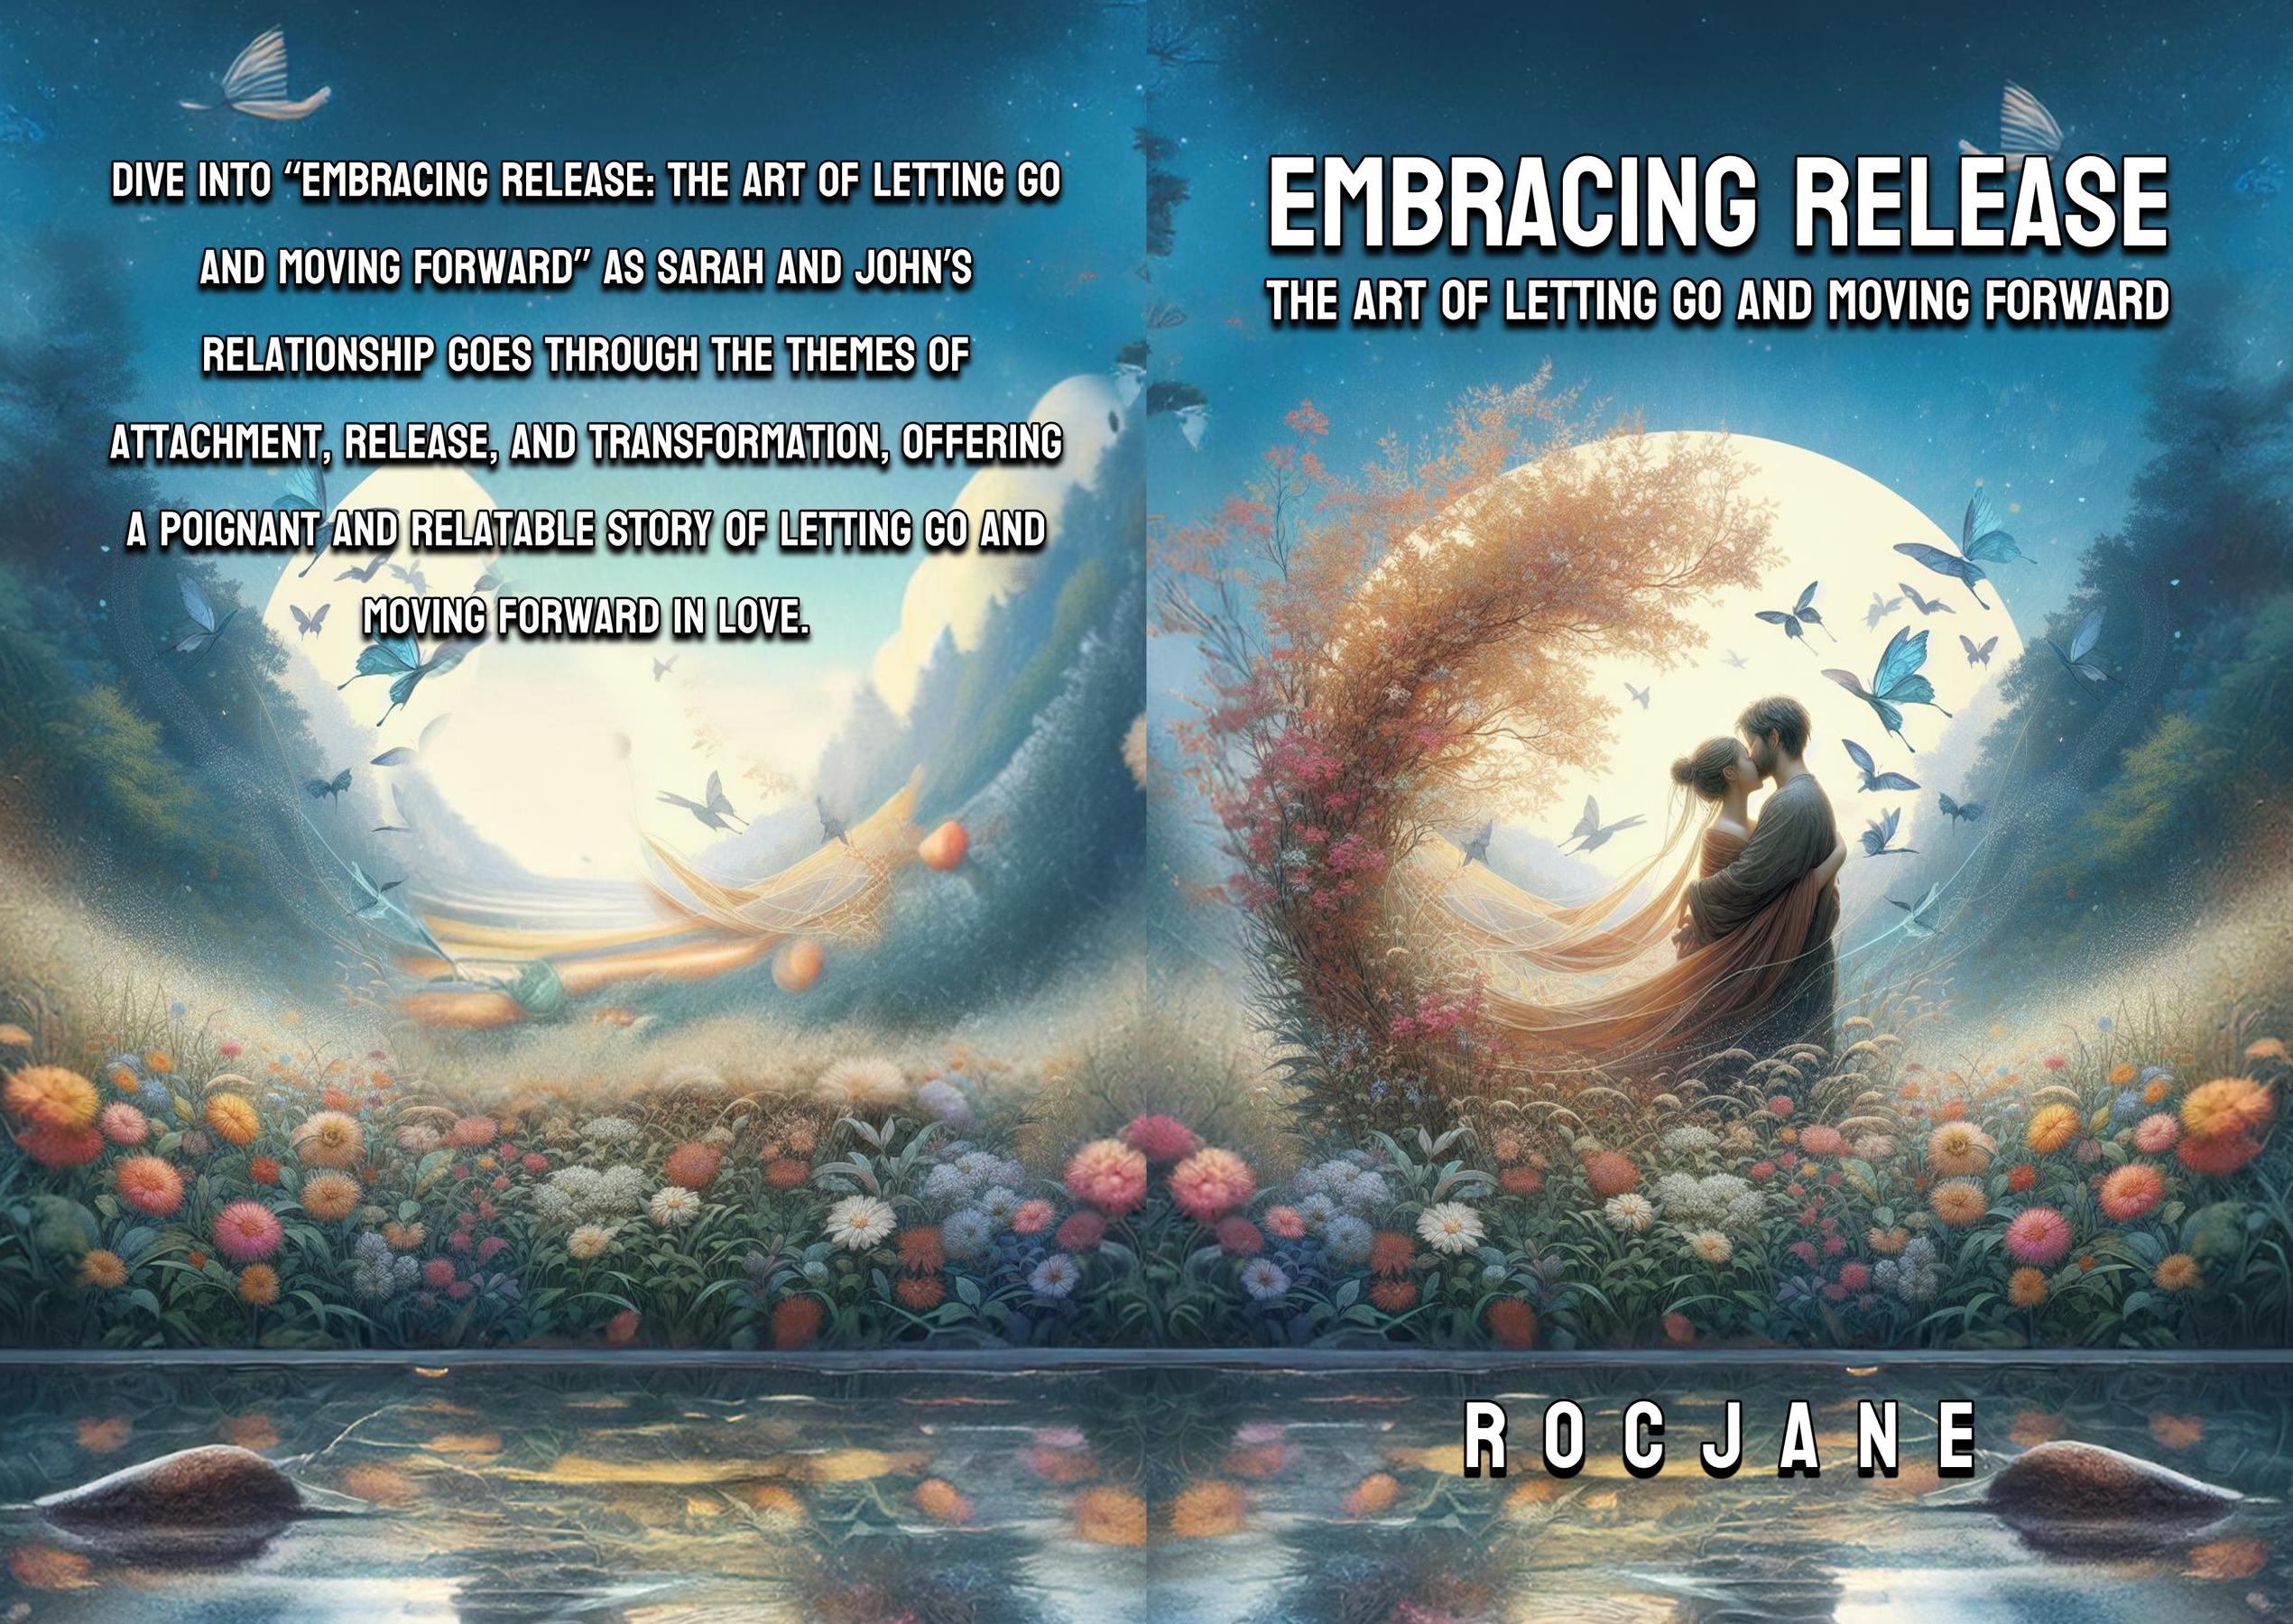 DIVE INTO “EMBRACING RELEASE: THE ART OF LETTING GO
AND MOVING FORWARD” AS SARAH AND JOHN’S
RELATIONSHIP GOES THROUGH THE THEMES OF
ATTACHMENT, RELEASE, AND TRANSFORMATION, OFFERING
A POIGNANT AND RELATABLE STORY OF LETTING GO AND
MOVING FORWARD IN LOVE.
EMBRACING RELEASE
THE ART OF LETTING GO AND MOVING FORWARD
ROCJANE